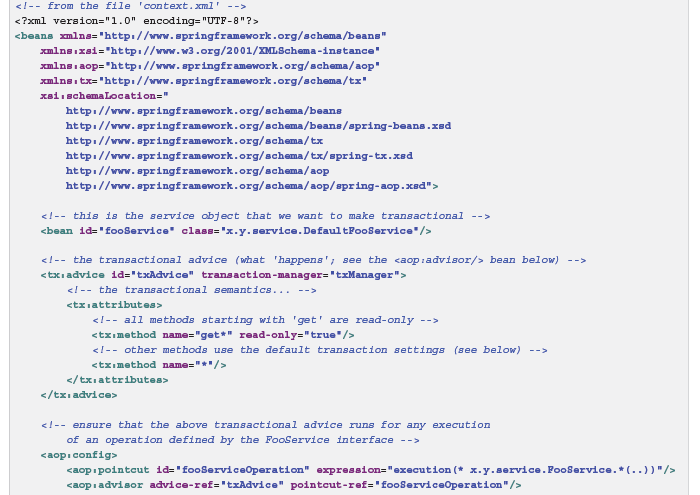 <!-- from the file 'context.xml' -->
<?xml version="1.0" encoding="UTF-8"?>
<beans xmlns="http://www.springframework.org/schema/beans"
xmlns:xsi="http://www.w3.org/2001/XMLSchema-instance"
xmlns:aop="http://www.springframework.org/schema/aop"
xmlns:tx="http://www.springframework.org/schema/tx"
xsi:schemaLocation="
http://www.springframework.org/schema/beans
http://www.springframework.org/schema/beans/spring-beans.xsd
http://www.springframework.org/schema/tx
http://www.springframework.org/schema/tx/spring-tx.xsd
http://www.springframework.org/schema/aop
http://www.springframework.org/schema/aop/spring-aop.xsd">
<!-- this is the service object that we want to make transactional -->
<bean id="fooService" class="x.y.service.DefaultFooService"/>
<!-- the transactional advice (what 'happens'; see the <aop:advisor/> bean below) -->
<tx:advice id="txAdvice" transaction-manager="txManager">
<!-- the transactional semantics... -->
<tx:attributes>
<!-- all methods starting with 'get' are read-only -->
<tx:method name="get*" read-only="true"/>
<!-- other methods use the default transaction settings (see below) -->
<tx:method name="*"/>
</tx:attributes>
</tx:advice>
<!-- ensure that the above transactional advice runs for any execution
of an operation defined by the FooService interface -->
<aop:config>
<aop:pointcut id="fooServiceOperation" expression="execution(* x.y.service.FooService.*(..))"/>
<aop:advisor advice-ref="txAdvice" pointcut-ref="fooServiceOperation"/>